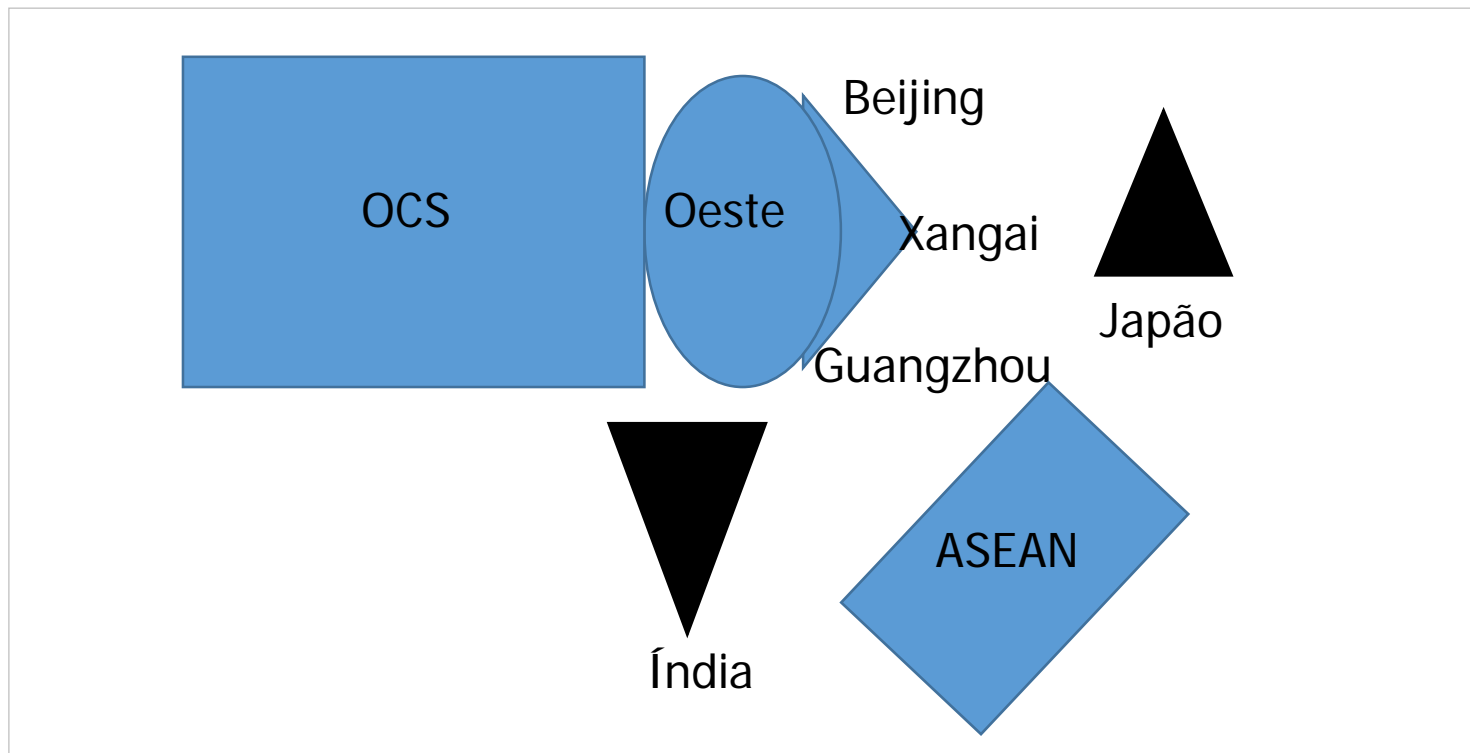 Beijing
OCS
Oeste
Xangai
Japão
Guangzhou
ASEAN
Índia